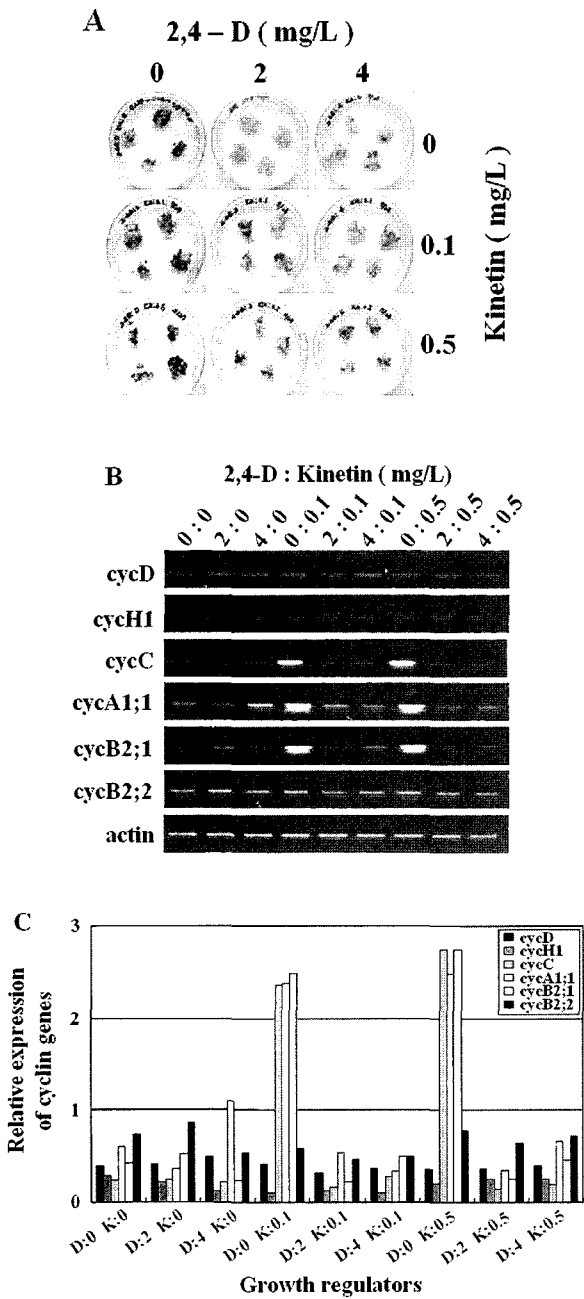 A
2,4 – D ( mg/L )
0 2 4
0
0.1
0.5
Kinetin ( mg/L )
B
2,4-D : Kinetin ( mg/L)
0 : 0 2 : 0 4 : 0 0 : 0.1 2 : 0.1 4 : 0.1 0 : 0.5 2 : 0.5 4 : 0.5
cycD
cycH1
cycC
cycA1;1
cycB2;1
cycB2;2
actin
C
Relative expression
of cyclin genes
3
2
1
0
cycD
cycH1
cycC
cycA1;1
cycB2;1
cycB2;2
D:0 K:0 D:2 K:0 D:4 K:0 D:0 K:0.1 D:2 K:0.1 D:4 K:0.1 D:0 K:0.5 D:2 K:0.5 D:4 K:0.5
Growth regulators